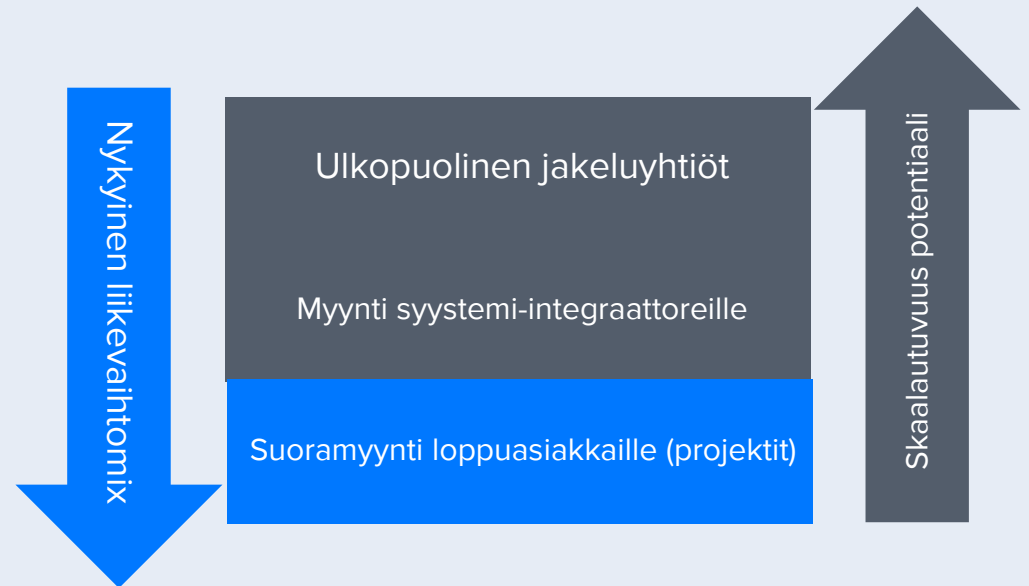 Nykyinen liikevaihtomix
Ulkopuolinen jakeluyhtiöt
Myynti syystemi-integraattoreille
Suoramyynti loppuasiakkaille (projektit)
Skaalautuvuus potentiaali